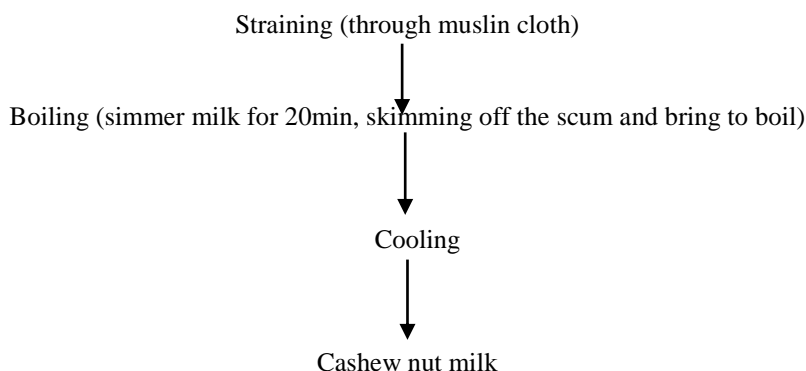 Straining (through muslin cloth)
Boiling (simmer milk for 20min, skimming off the scum and bring to boil)
Cooling
Cashew nut milk